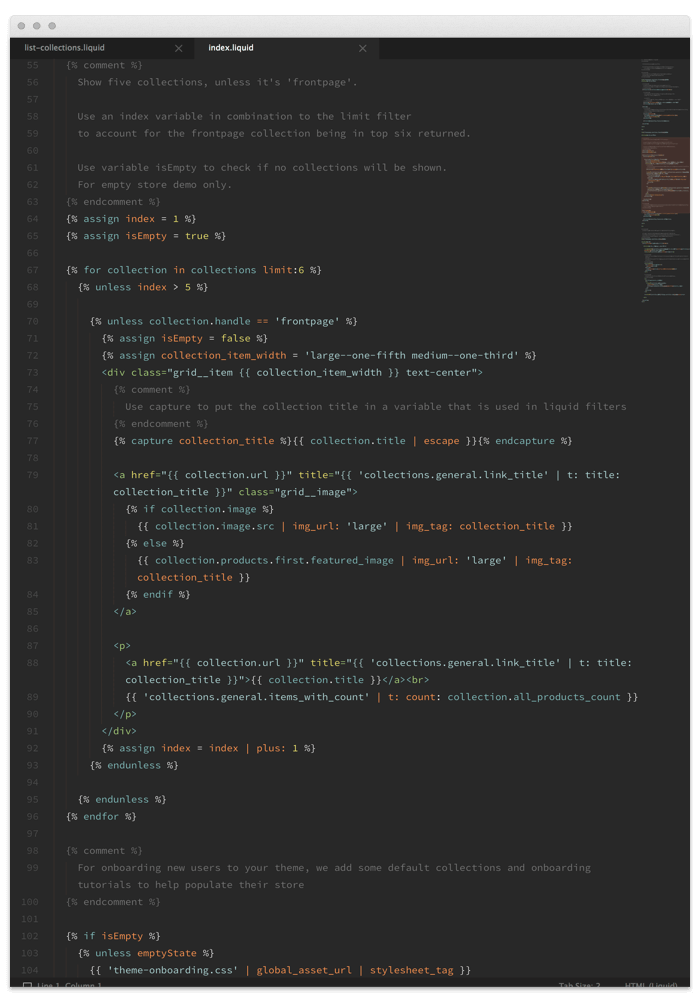 list-collections.liquid
index.liquid
55 {% comment %}
56 Show five collections, unless it's 'frontpage'.
57
58 Use an index variable in combination to the limit filter
59 to account for the frontpage collection being in top six returned.
60
61 Use variable isEmpty to check if no collections will be shown.
62 For empty store demo only.
63 {% endcomment %}
64 {% assign index = 1 %}
65 {% assign isEmpty = true %}
66
67 {% for collection in collections limit:6 %}
68 {% unless index > 5 %}
69
70 {% unless collection.handle == 'frontpage' %}
71 {% assign isEmpty = false %}
72 {% assign collection_item_width = 'large--one-fifth medium--one-third' %}
73 <div class="grid__item {{ collection_item_width }} text-center">
74 {% comment %}
75 Use capture to put the collection title in a variable that is used in liquid filters
76 {% endcomment %}
77 {% capture collection_title %}{{ collection.title | escape }}{% endcapture %}
78
79 <a href="{{ collection.url }}" title="{{ 'collections.general.link_title' | t: title:
collection_title }}" class="grid__image">
80 {% if collection.image %}
81 {{ collection.image.src | img_url: 'large' | img_tag: collection_title }}
82 {% else %}
83 {{ collection.products.first.featured_image | img_url: 'large' | img_tag:
collection_title }}
84 {% endif %}
85 </a>
86
87 <p>
88 <a href="{{ collection.url }}" title="{{ 'collections.general.link_title' | t: title:
collection_title }}">{{ collection.title }}</a><br>
89 {{ 'collections.general.items_with_count' | t: count: collection.all_products_count }}
90 </p>
91 </div>
92 {% assign index = index | plus: 1 %}
93 {% endunless %}
94
95 {% endunless %}
96 {% endfor %}
97
98 {% comment %}
99 For onboarding new users to your theme, we add some default collections and onboarding
tutorials to help populate their store
100 {% endcomment %}
101
102 {% if isEmpty %}
103 {% unless emptyState %}
104 {{ 'theme-onboarding.css' | global_asset_url | stylesheet_tag }}
Line 1, Column 1
Tab Size: 2
HTML (Liquid)